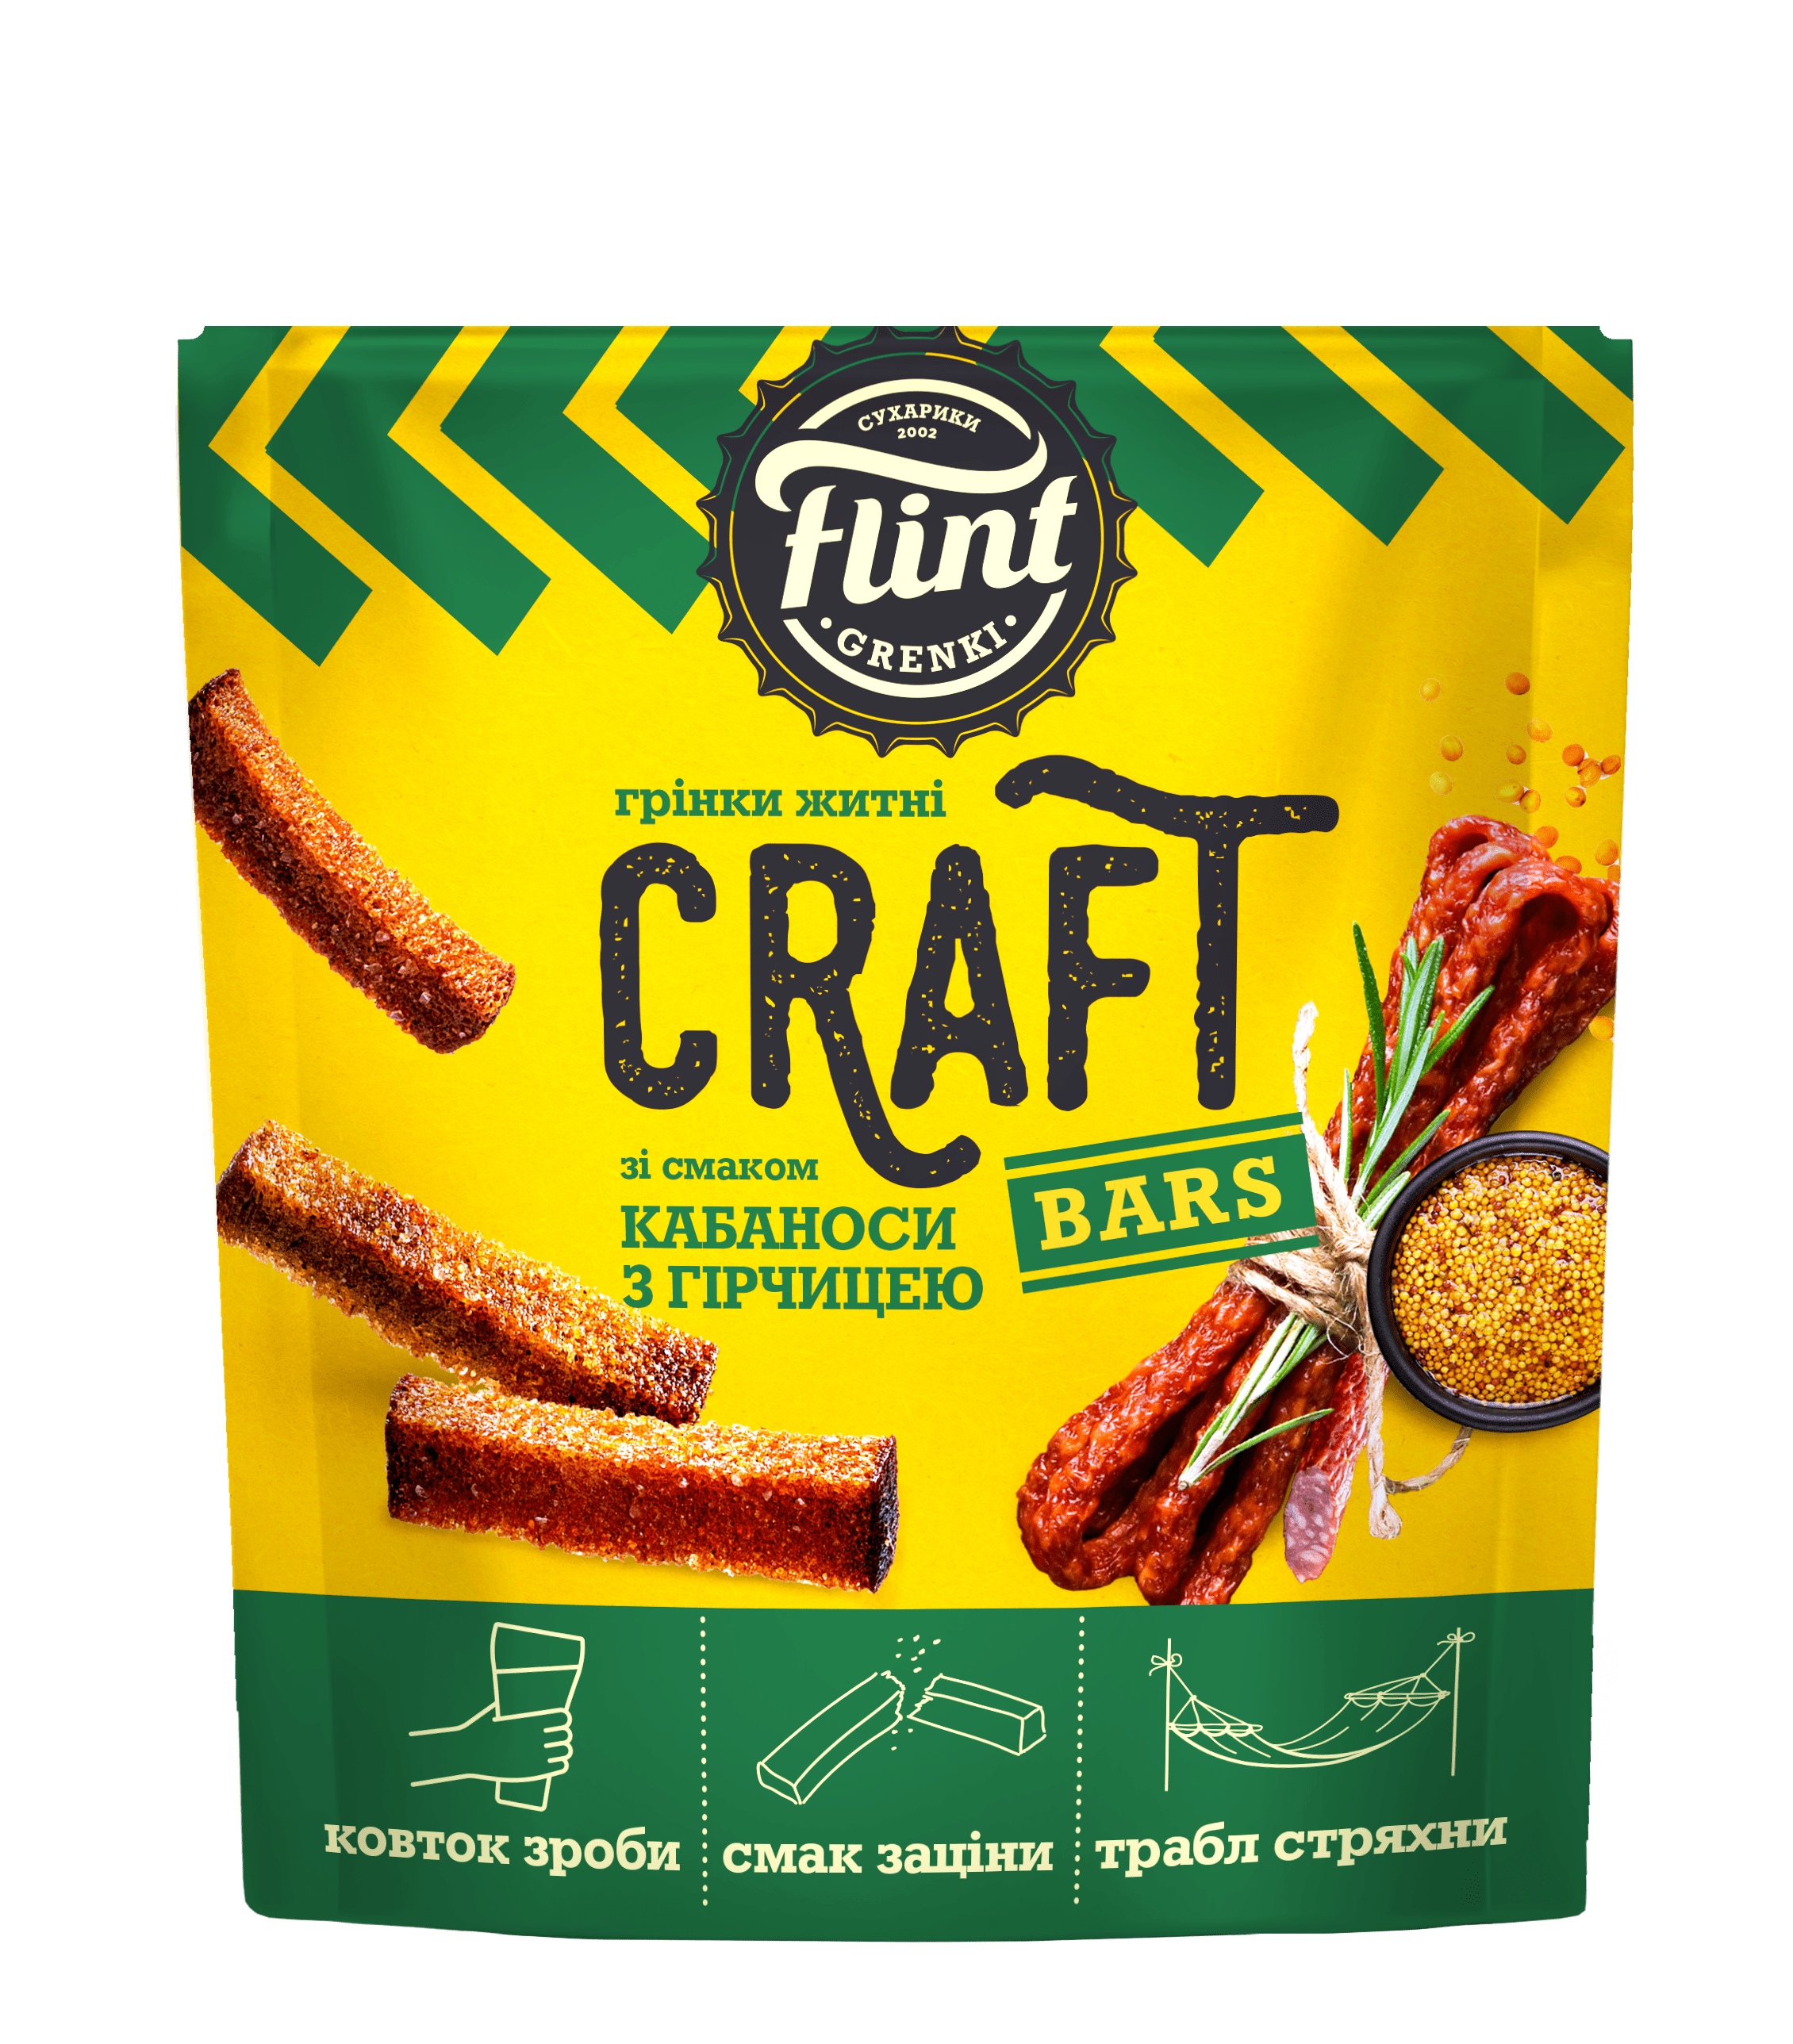 СУХАРИКИ
2002
flint
• GRENKI •
грінки житні
CRAFT
BARS
зі смаком
КАБАНОСИ
З ГІРЧИЦЕЮ
ковток зроби
смак заціни
трабл стряхни